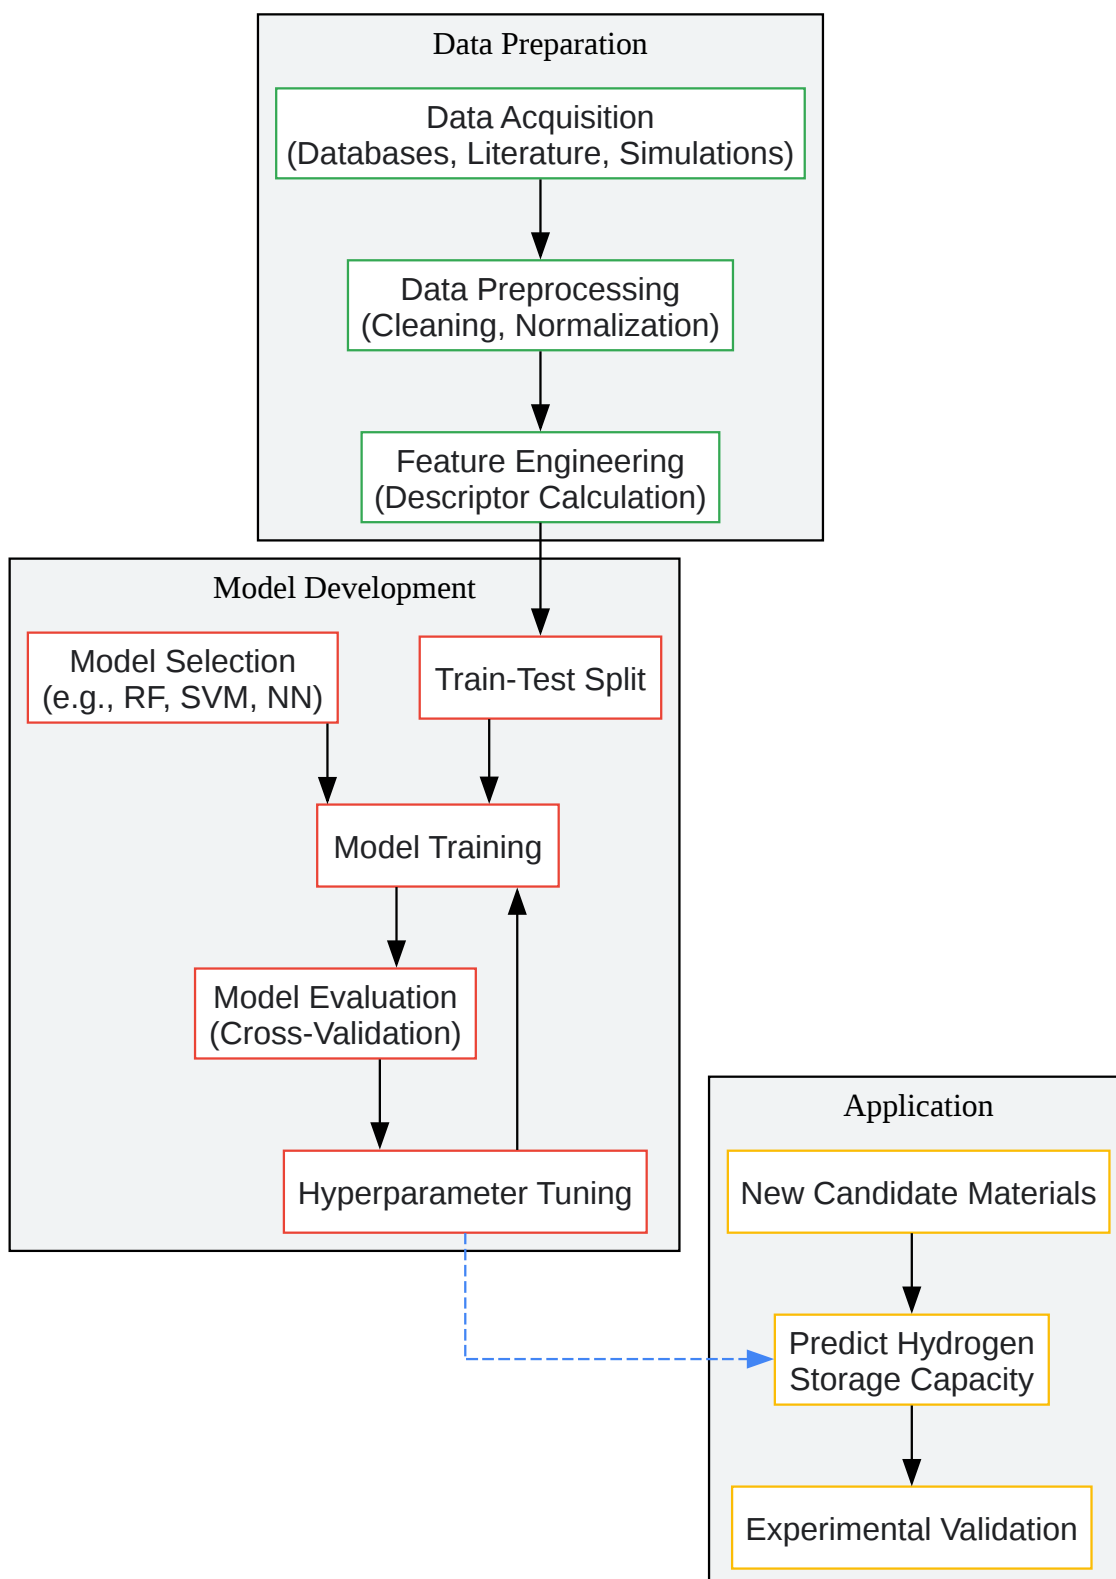 Data Preparation
Data Acquisition
(Databases, Literature, Simulations)
Data Preprocessing
(Cleaning, Normalization)
Feature Engineering
(Descriptor Calculation)
Model Development
Model Selection
(e.g., RF, SVM, NN)
Train-Test Split
Model Training
Model Evaluation
(Cross-Validation)
Hyperparameter Tuning
Application
New Candidate Materials
Predict Hydrogen
Storage Capacity
Experimental Validation